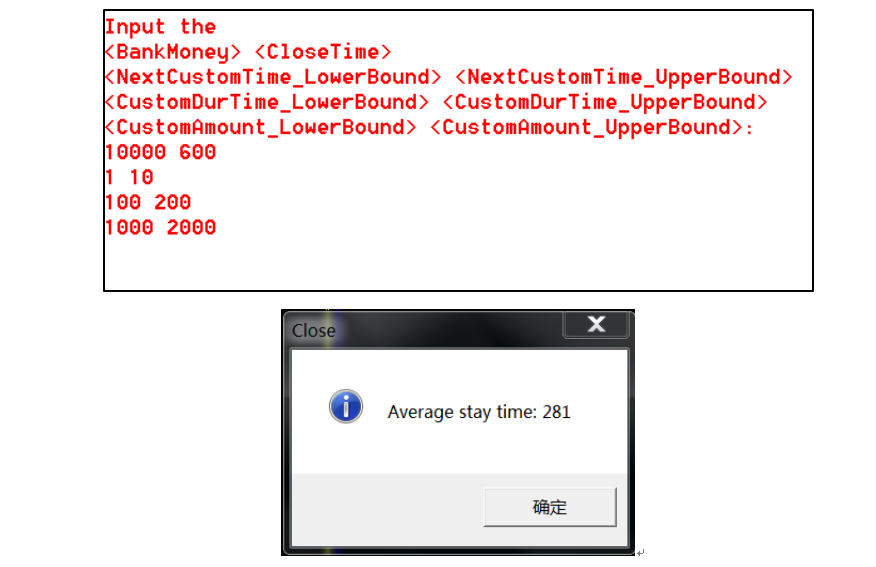 Input the
<BankMoney> <CloseTime>
<NextCustomTime_LowerBound> <NextCustomTime_UpperBound>
<CustomDurTime_LowerBound> <CustomDurTime_UpperBound>
<CustomAmount_LowerBound> <CustomAmount_UpperBound>:
10000 600
1 10
100 200
1000 2000
Close
Average stay time: 281
确定